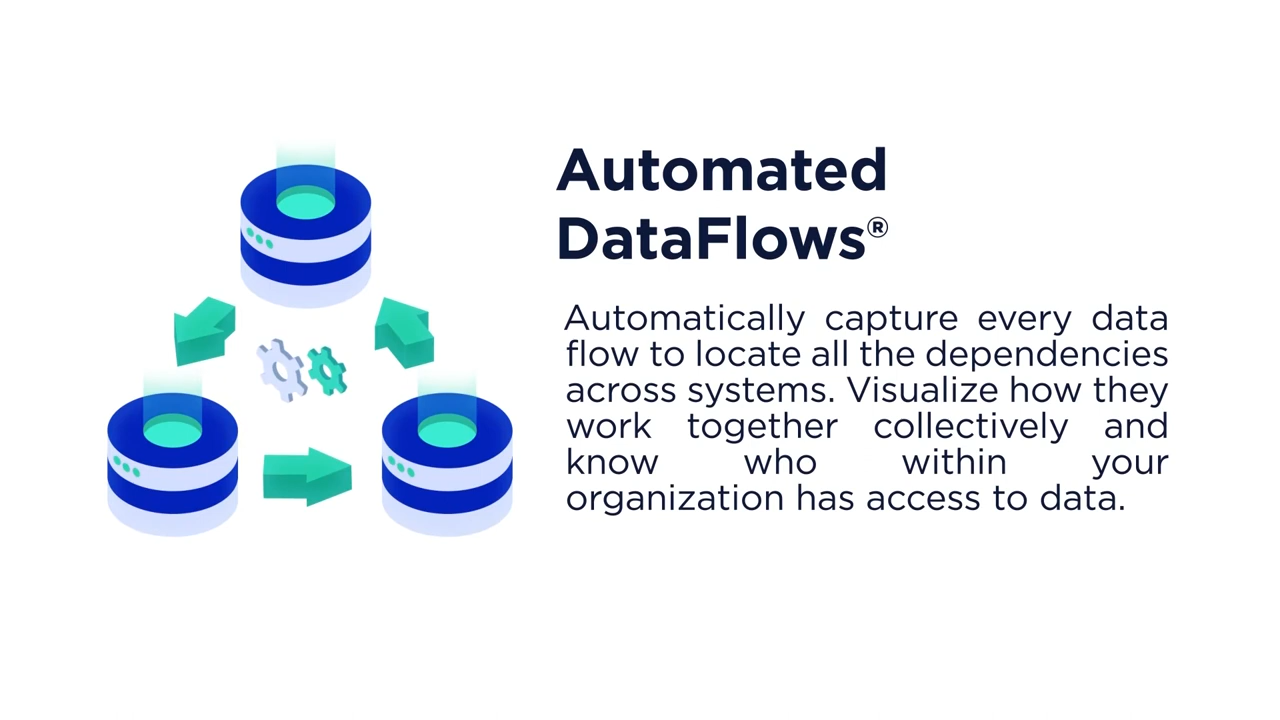 Automated
DataFlows®
Automatically capture every data
flow to locate all the dependencies
across systems. Visualize how they
work together collectively and
know who within your
organization has access to data.